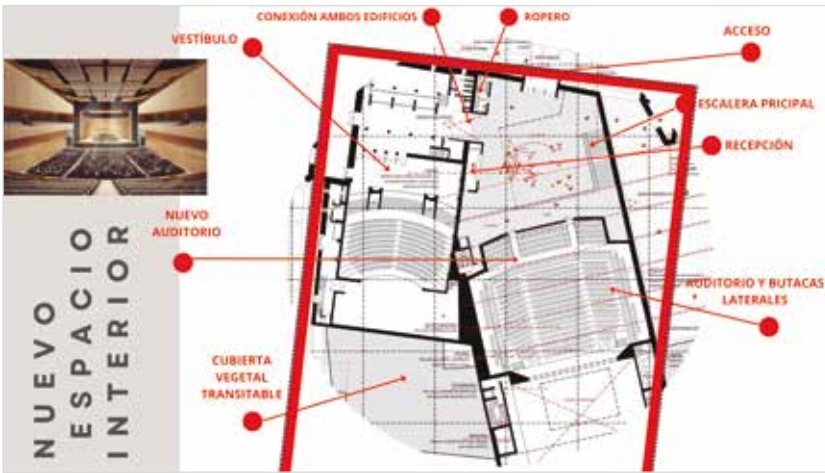 CONEXIÓN AMBOS EDIFICIOS
ROPERO
VESTÍBULO
ACCESO
ESCALERA PRICIPAL
RECEPCIÓN
NUEVO
AUDITORIO
AUDITORIO Y BUTACAS
LATERALES
CUBIERTA
VEGETAL
TRANSITABLE
NUEVO
ESPACIO
INTERIOR